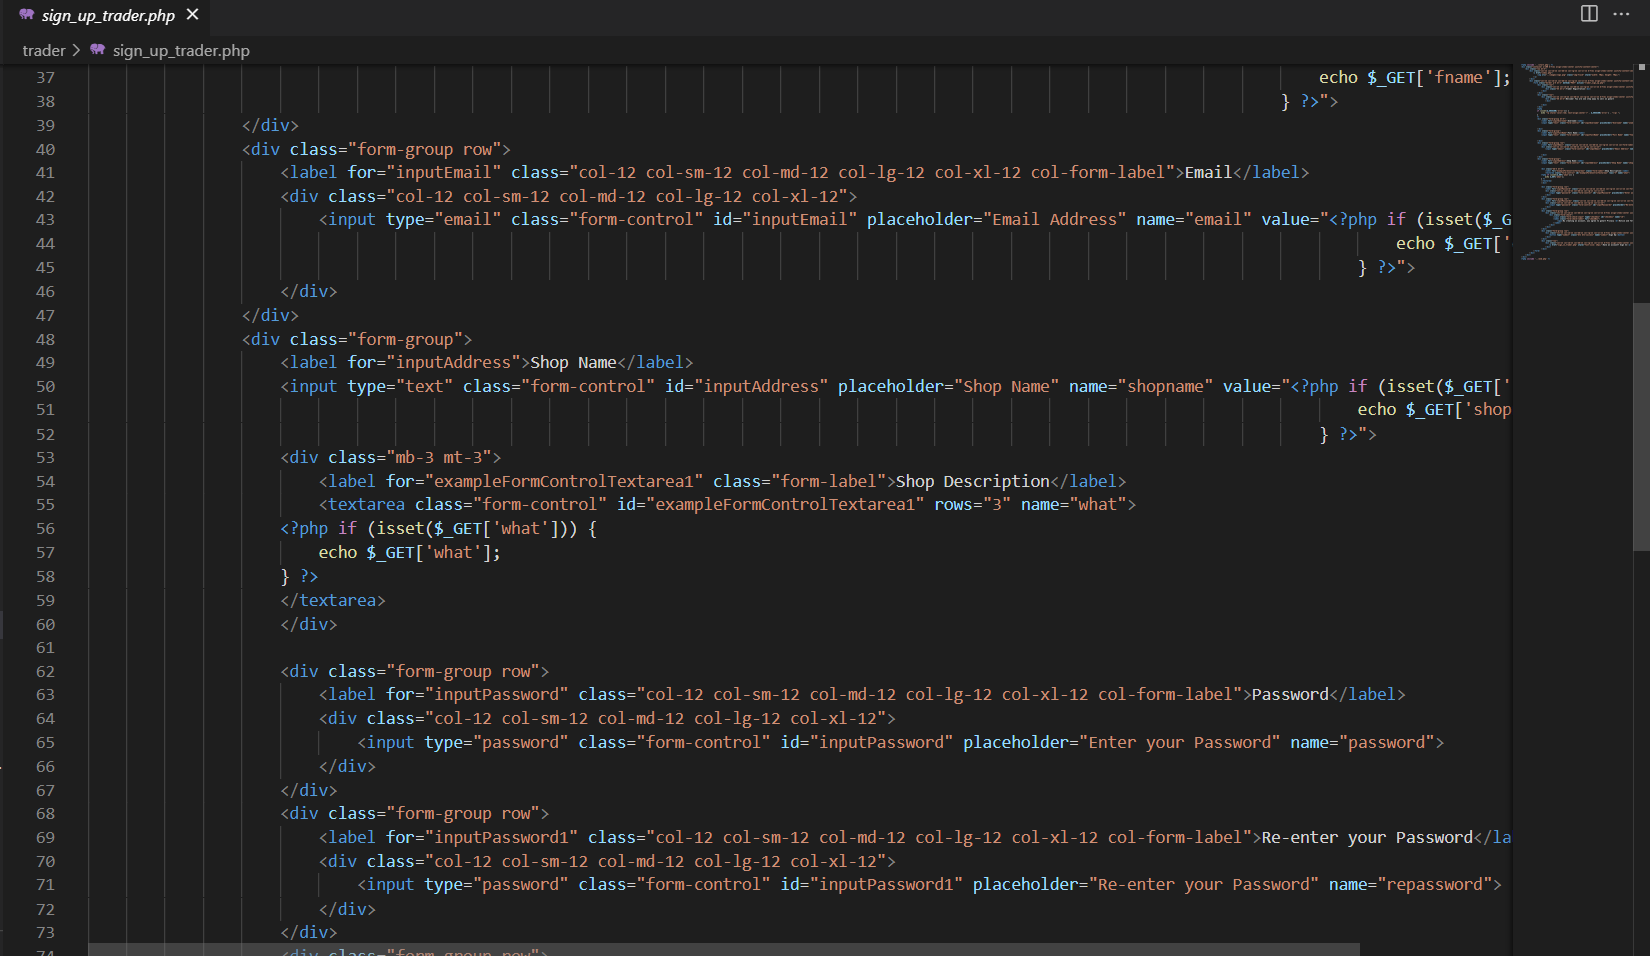 sign_up_trader.php
trader > sign_up_trader.php
37 echo $_GET['fname'];
38 } ?>">
39 </div>
40 <div class="form-group row">
41 <label for="inputEmail" class="col-12 col-sm-12 col-md-12 col-lg-12 col-xl-12 col-form-label">Email</label>
42 <div class="col-12 col-sm-12 col-md-12 col-lg-12 col-xl-12">
43 <input type="email" class="form-control" id="inputEmail" placeholder="Email Address" name="email" value="<?php if (isset($_G
44 echo $_GET['
45 } ?>">
46 </div>
47 </div>
48 <div class="form-group">
49 <label for="inputAddress">Shop Name</label>
50 <input type="text" class="form-control" id="inputAddress" placeholder="Shop Name" name="shopname" value="<?php if (isset($_GET['
51 echo $_GET['shop
52 } ?>">
53 <div class="mb-3 mt-3">
54 <label for="exampleFormControlTextarea1" class="form-label">Shop Description</label>
55 <textarea class="form-control" id="exampleFormControlTextarea1" rows="3" name="what">
56 <?php if (isset($_GET['what'])) {
57 echo $_GET['what'];
58 } ?>
59 </textarea>
60 </div>
61
62 <div class="form-group row">
63 <label for="inputPassword" class="col-12 col-sm-12 col-md-12 col-lg-12 col-xl-12 col-form-label">Password</label>
64 <div class="col-12 col-sm-12 col-md-12 col-lg-12 col-xl-12">
65 <input type="password" class="form-control" id="inputPassword" placeholder="Enter your Password" name="password">
66 </div>
67 </div>
68 <div class="form-group row">
69 <label for="inputPassword1" class="col-12 col-sm-12 col-md-12 col-lg-12 col-xl-12 col-form-label">Re-enter your Password</la
70 <div class="col-12 col-sm-12 col-md-12 col-lg-12 col-xl-12">
71 <input type="password" class="form-control" id="inputPassword1" placeholder="Re-enter your Password" name="repassword">
72 </div>
73 </div>
74 <div class="form-group row">